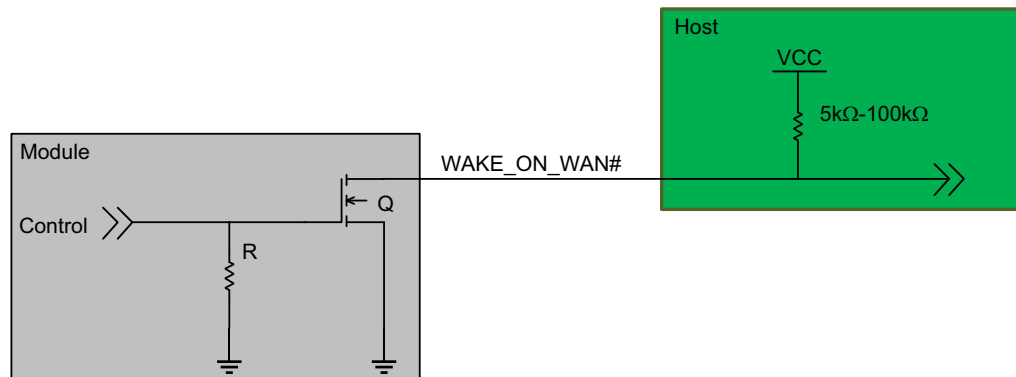 Host
VCC
5kΩ-100kΩ
Module
WAKE_ON_WAN#
Q
Control
R